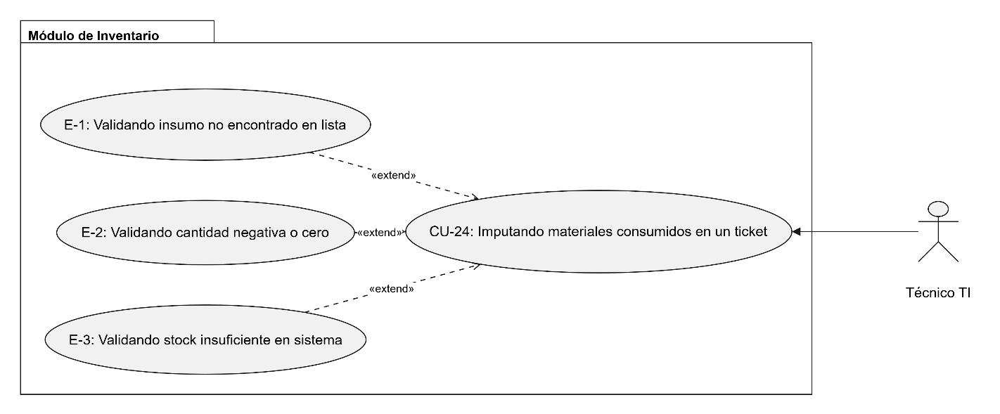 Módulo de Inventario
E-1: Validando insumo no encontrado en lista
«extend»
E-2: Validando cantidad negativa o cero
«extend»
CU-24: Imputando materiales consumidos en un ticket
«extend»
E-3: Validando stock insuficiente en sistema
Técnico TI